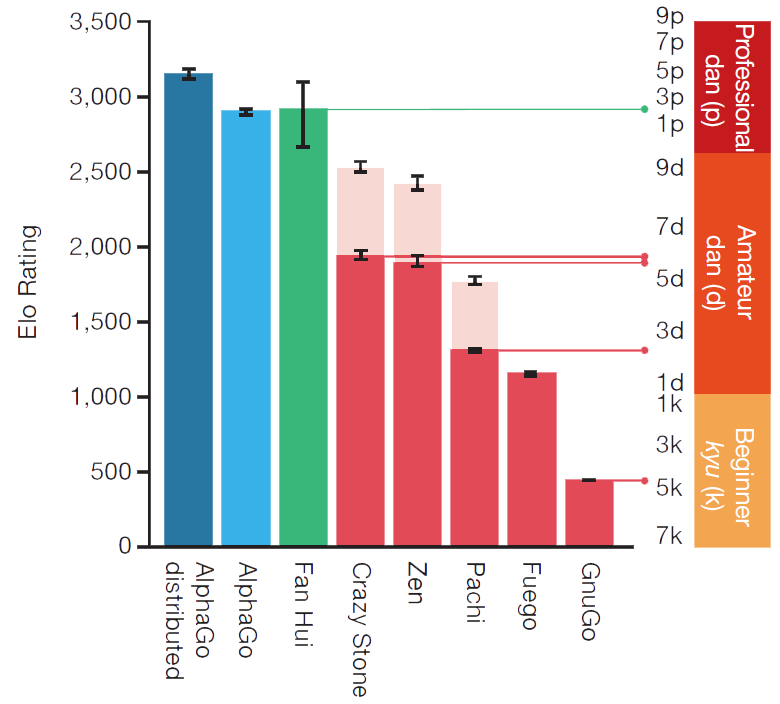 Elo Rating
3,500
3,000
2,500
2,000
1,500
1,000
500
0
AlphaGo
distributed
AlphaGo
Fan Hui
Crazy Stone
Zen
Pachi
Fuego
GnuGo
9p
7p
5p
3p
1p
9d
7d
5d
3d
1d
1k
3k
5k
7k
Professional
dan (p)
Amateur
dan (d)
Beginner
kyu (k)